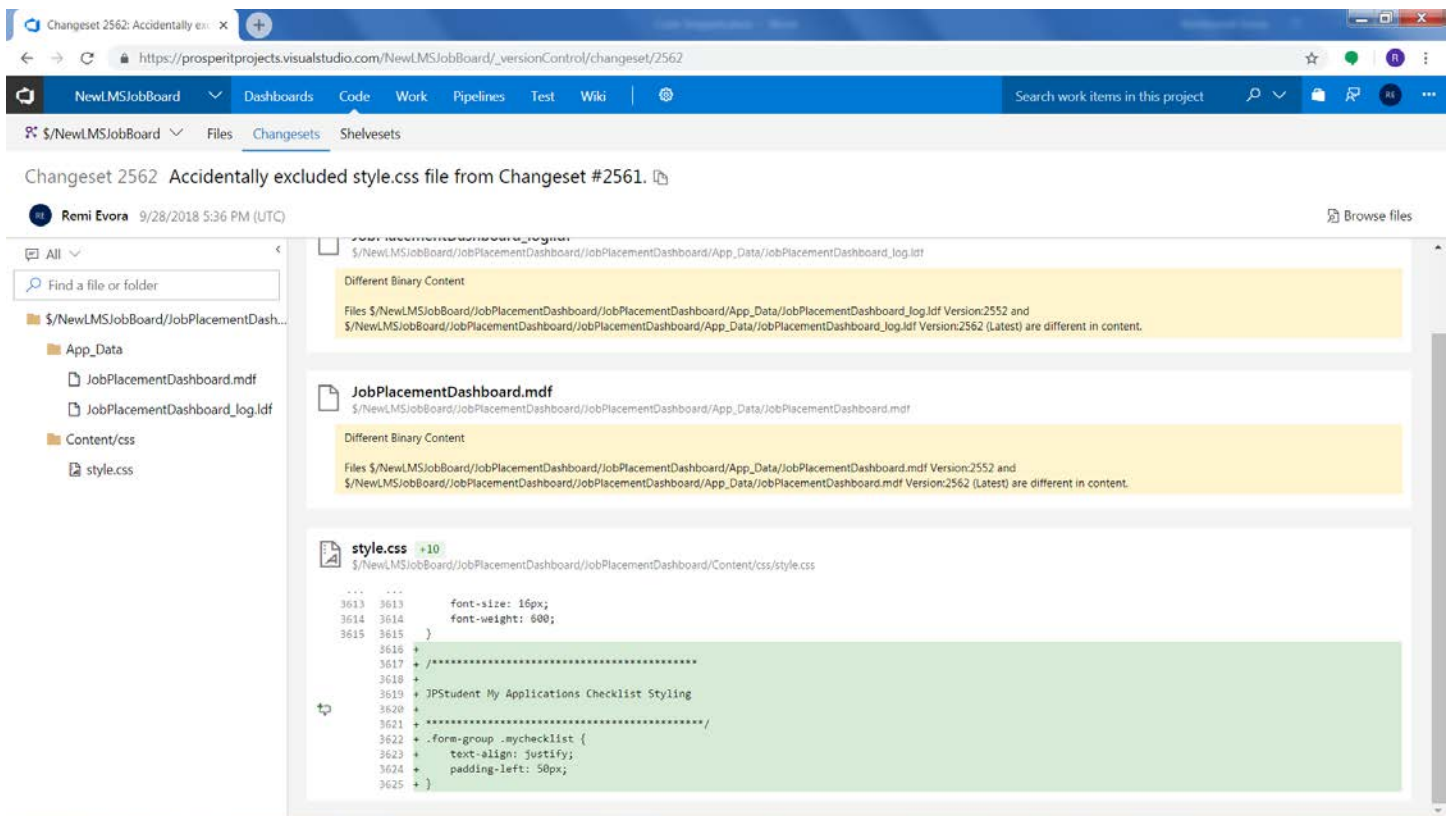 Changeset 2562: Accidentally exc
https://prosperitprojects.visualstudio.com/NewLMSJobBoard/_versionControl/changeset/2562
R
NewLMSJobBoard Dashboards Code Work Pipelines Test Wiki Search work items in this project RE
$/NewLMSJobBoard Files Changesets Shelvesets
Changeset 2562 Accidentally excluded style.css file from Changeset #2561.
RE Remi Evora 9/28/2018 5:36 PM (UTC) Browse files
All
Find a file or folder
$/NewLMSJobBoard/JobPlacementDash...
App_Data
JobPlacementDashboard.mdf
JobPlacementDashboard_log.ldf
Content/css
style.css
JobPlacementDashboard_log.ldf
$/NewLMSJobBoard/JobPlacementDashboard/JobPlacementDashboard/App_Data/JobPlacementDashboard_log.ldf
Different Binary Content
Files $/NewLMSJobBoard/JobPlacementDashboard/JobPlacementDashboard/App_Data/JobPlacementDashboard_log.ldf Version:2552 and
$/NewLMSJobBoard/JobPlacementDashboard/JobPlacementDashboard/App_Data/JobPlacementDashboard_log.ldf Version:2562 (Latest) are different in content.
JobPlacementDashboard.mdf
$/NewLMSJobBoard/JobPlacementDashboard/JobPlacementDashboard/App_Data/JobPlacementDashboard.mdf
Different Binary Content
Files $/NewLMSJobBoard/JobPlacementDashboard/JobPlacementDashboard/App_Data/JobPlacementDashboard.mdf Version:2552 and
$/NewLMSJobBoard/JobPlacementDashboard/JobPlacementDashboard/App_Data/JobPlacementDashboard.mdf Version:2562 (Latest) are different in content.
style.css +10
$/NewLMSJobBoard/JobPlacementDashboard/JobPlacementDashboard/Content/css/style.css
... ...
3613 3613 font-size: 16px;
3614 3614 font-weight: 600;
3615 3615 }
3616 +
3617 + /*******************************************
3618 +
3619 + JPStudent My Applications Checklist Styling
3620 +
3621 + *********************************************/
3622 + .form-group .mychecklist {
3623 + text-align: justify;
3624 + padding-left: 50px;
3625 + }